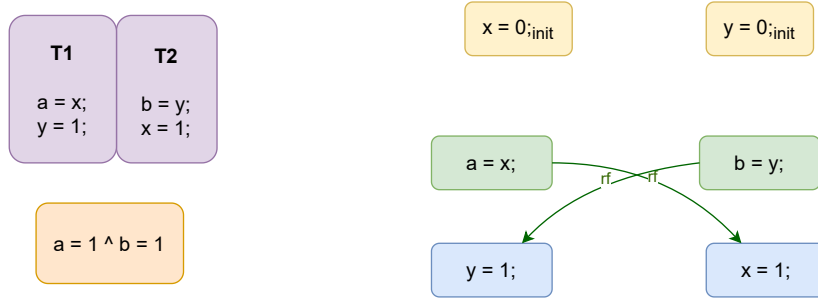 T1
a = x;
y = 1;
T2
b = y;
x = 1;
a = 1 ^ b = 1
x = 0;init
y = 0;init
a = x;
b = y;
rf
rf
y = 1;
x = 1;